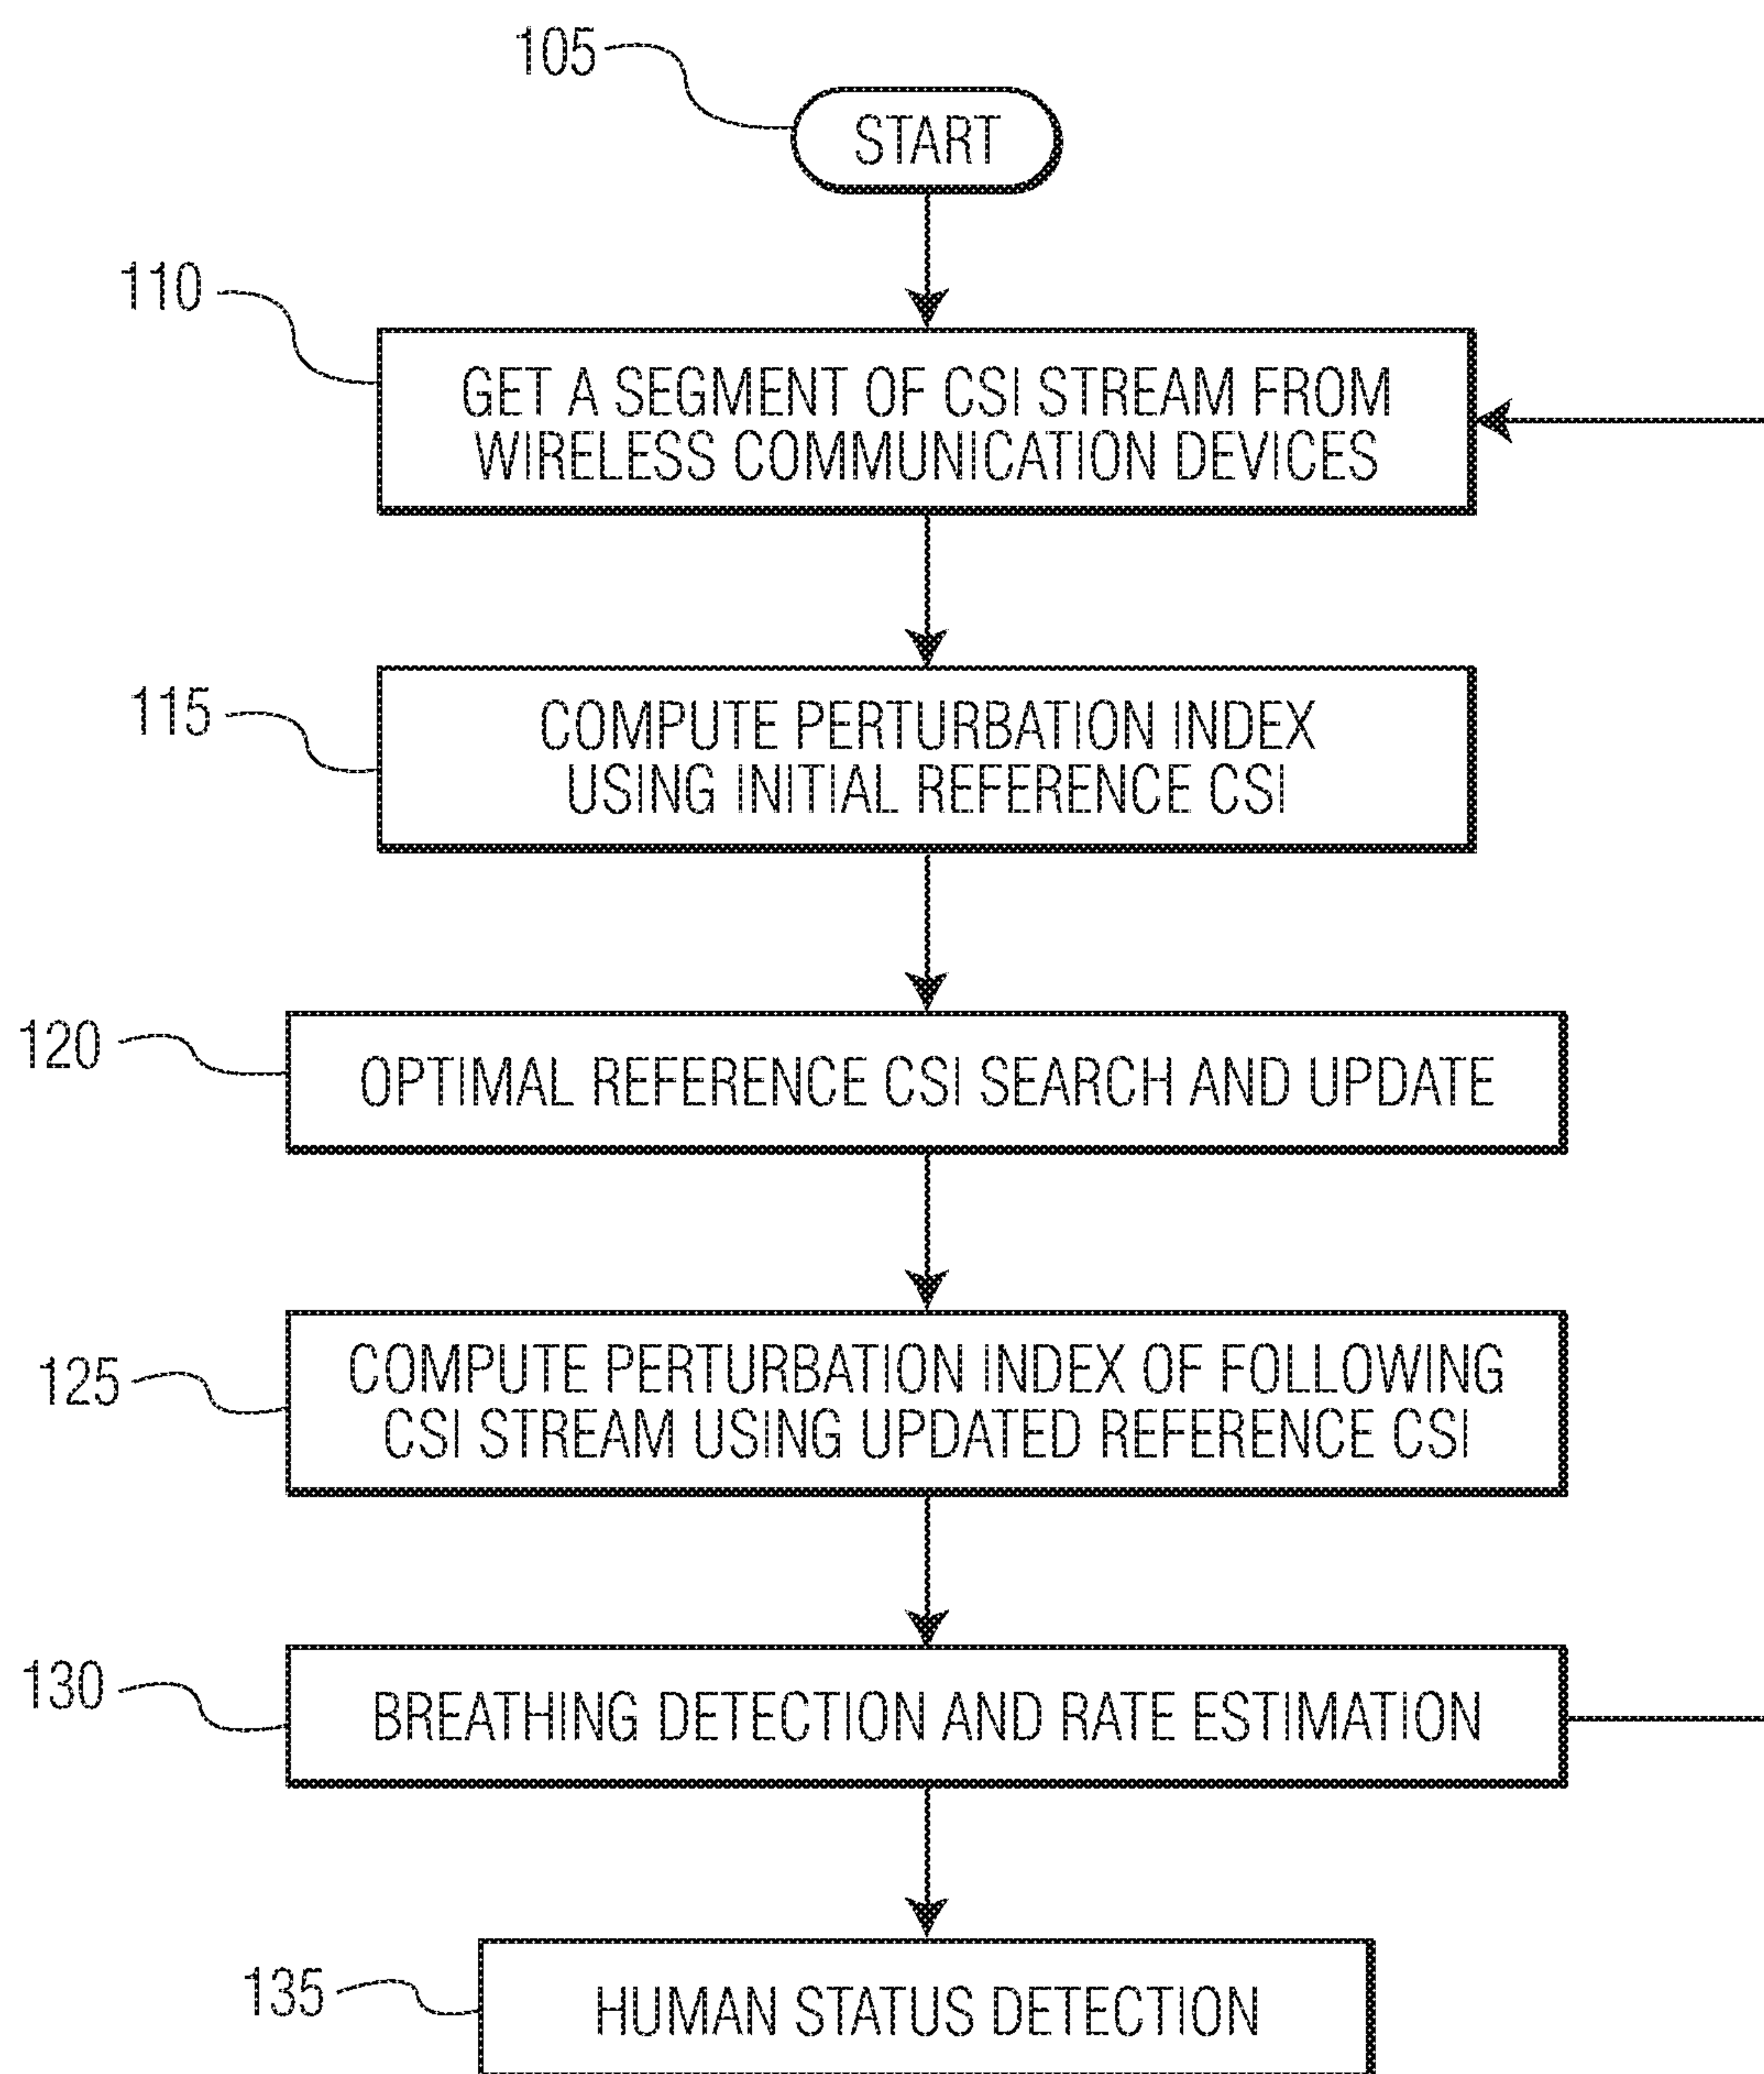 105
START
110
GET A SEGMENT OF CSI STREAM FROM
WIRELESS COMMUNICATION DEVICES
115
COMPUTE PERTURBATION INDEX
USING INITIAL REFERENCE CSI
120
OPTIMAL REFERENCE CSI SEARCH AND UPDATE
125
COMPUTE PERTURBATION INDEX OF FOLLOWING
CSI STREAM USING UPDATED REFERENCE CSI
130
BREATHING DETECTION AND RATE ESTIMATION
135
HUMAN STATUS DETECTION